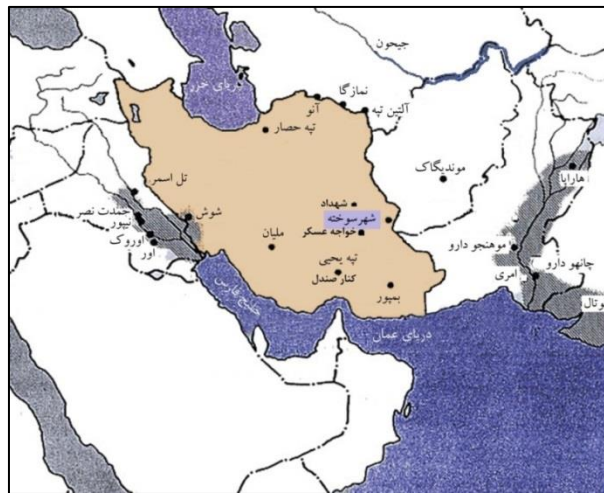 جیحون
دریای خزر
نمازگا
آنو
آلتین تپه
تپه حصار
موندیگاک
هاراپا
تل اسمر
جمدت نصر
نیپور
اوروک
اور
شوش
شهداد
شهرسوخته
خواجه عسکر
ملیان
تپه یحیی
کنار صندل
بمپور
موهنجو دارو
چانهو دارو
امری
وتال
خلیج فارس
دریای عمان